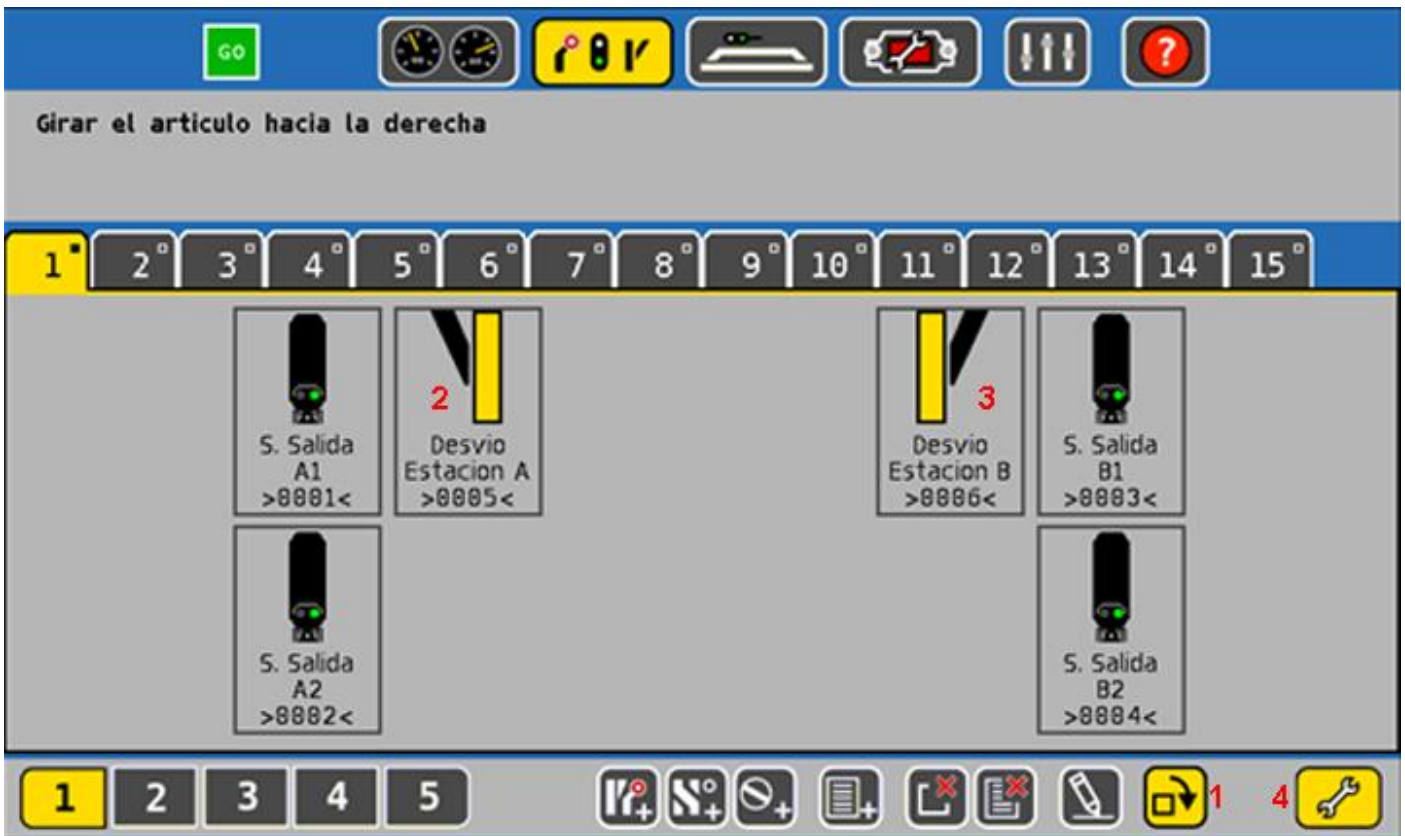 GO
?
Girar el articulo hacia la derecha
1 2 3 4 5 6 7 8 9 10 11 12 13 14 15
S. Salida
A1
>0001<
2
Desvio
Estacion A
>0005<
3
Desvio
Estacion B
>0006<
S. Salida
B1
>0003<
S. Salida
A2
>0002<
S. Salida
B2
>0004<
1 2 3 4 5
1
4